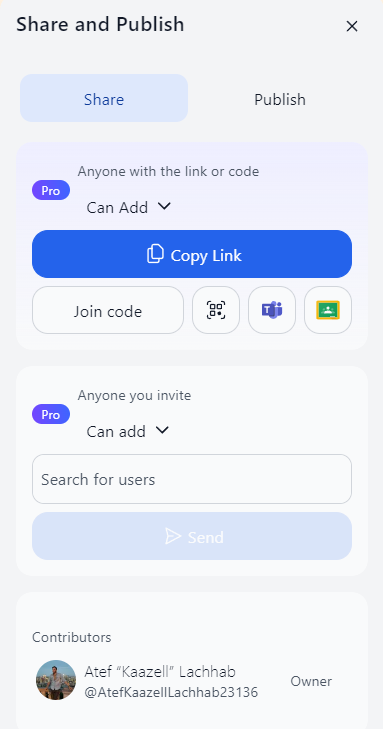 Share and Publish
Share
Publish
Anyone with the link or code
Pro
Can Add
Copy Link
Join code
Anyone you invite
Pro
Can add
Search for users
Send
Contributors
Atef “Kaazell” Lachhab
@AtefKaazellLachhab23136
Owner